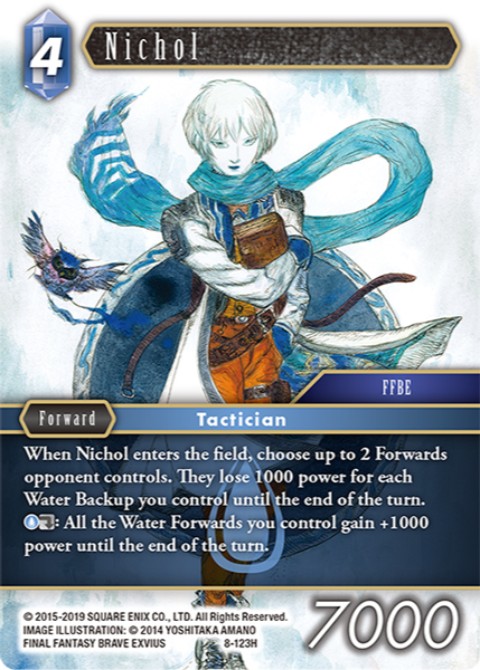 4
Nichol
FFBE
Forward
Tactician
When Nichol enters the field, choose up to 2 Forwards
opponent controls. They lose 1000 power for each
Water Backup you control until the end of the turn.
: All the Water Forwards you control gain +1000
power until the end of the turn.
© 2015-2019 SQUARE ENIX CO., LTD. All Rights Reserved.
IMAGE ILLUSTRATION: © 2014 YOSHITAKA AMANO
FINAL FANTASY BRAVE EXVIUS 8-123H
7000